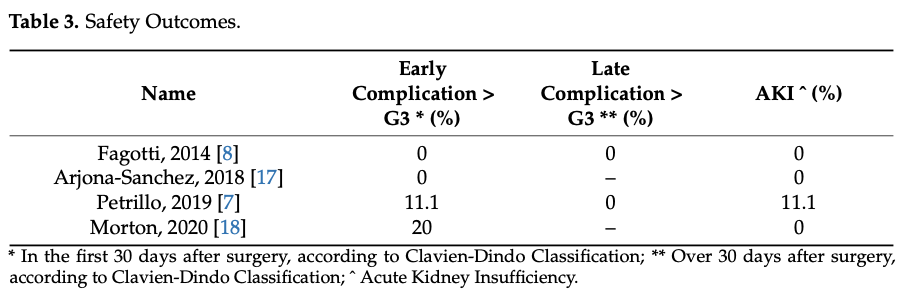 Table 3. Safety Outcomes.
Name Early Complication > G3 * (%) Late Complication > G3 ** (%) AKI ^ (%)
Fagotti, 2014 [8] 0 0 0
Arjona-Sanchez, 2018 [17] 0 – 0
Petrillo, 2019 [7] 11.1 0 11.1
Morton, 2020 [18] 20 – 0
* In the first 30 days after surgery, according to Clavien-Dindo Classification; ** Over 30 days after surgery,
according to Clavien-Dindo Classification; ^ Acute Kidney Insufficiency.